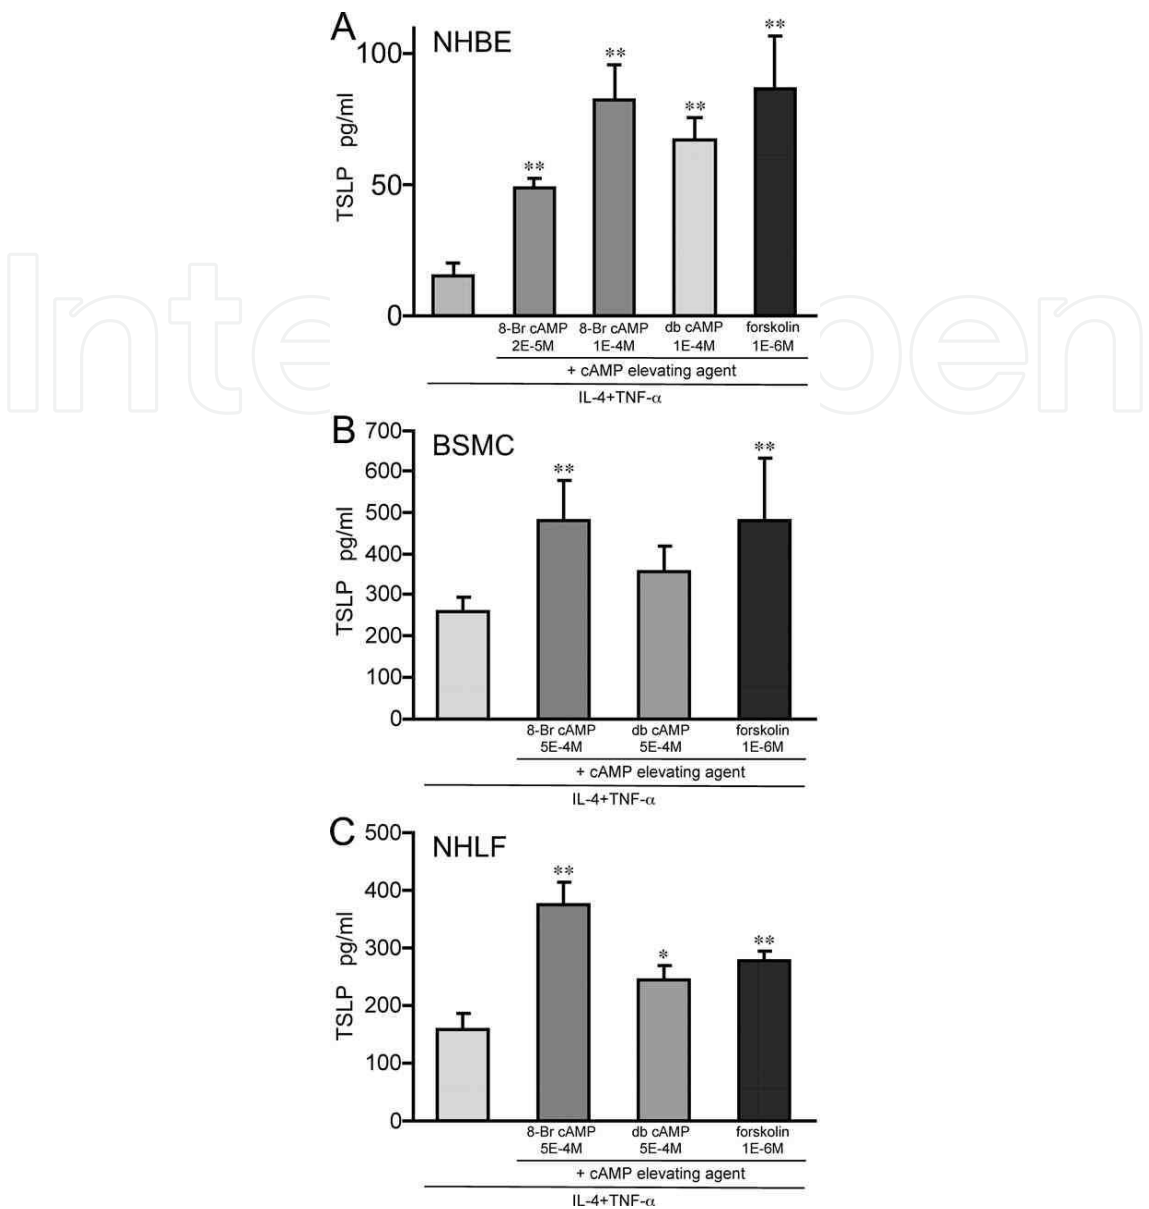 A
NHBE
TSLP pg/ml
100
50
0
** ** ** **
8-Br cAMP 8-Br cAMP db cAMP forskolin
2E-5M 1E-4M 1E-4M 1E-6M
+ cAMP elevating agent
IL-4+TNF-α
B
BSMC
TSLP pg/ml
700
600
500
400
300
200
100
0
** **
8-Br cAMP db cAMP forskolin
5E-4M 5E-4M 1E-6M
+ cAMP elevating agent
IL-4+TNF-α
C
NHLF
TSLP pg/ml
500
400
300
200
100
0
** * **
8-Br cAMP db cAMP forskolin
5E-4M 5E-4M 1E-6M
+ cAMP elevating agent
IL-4+TNF-α